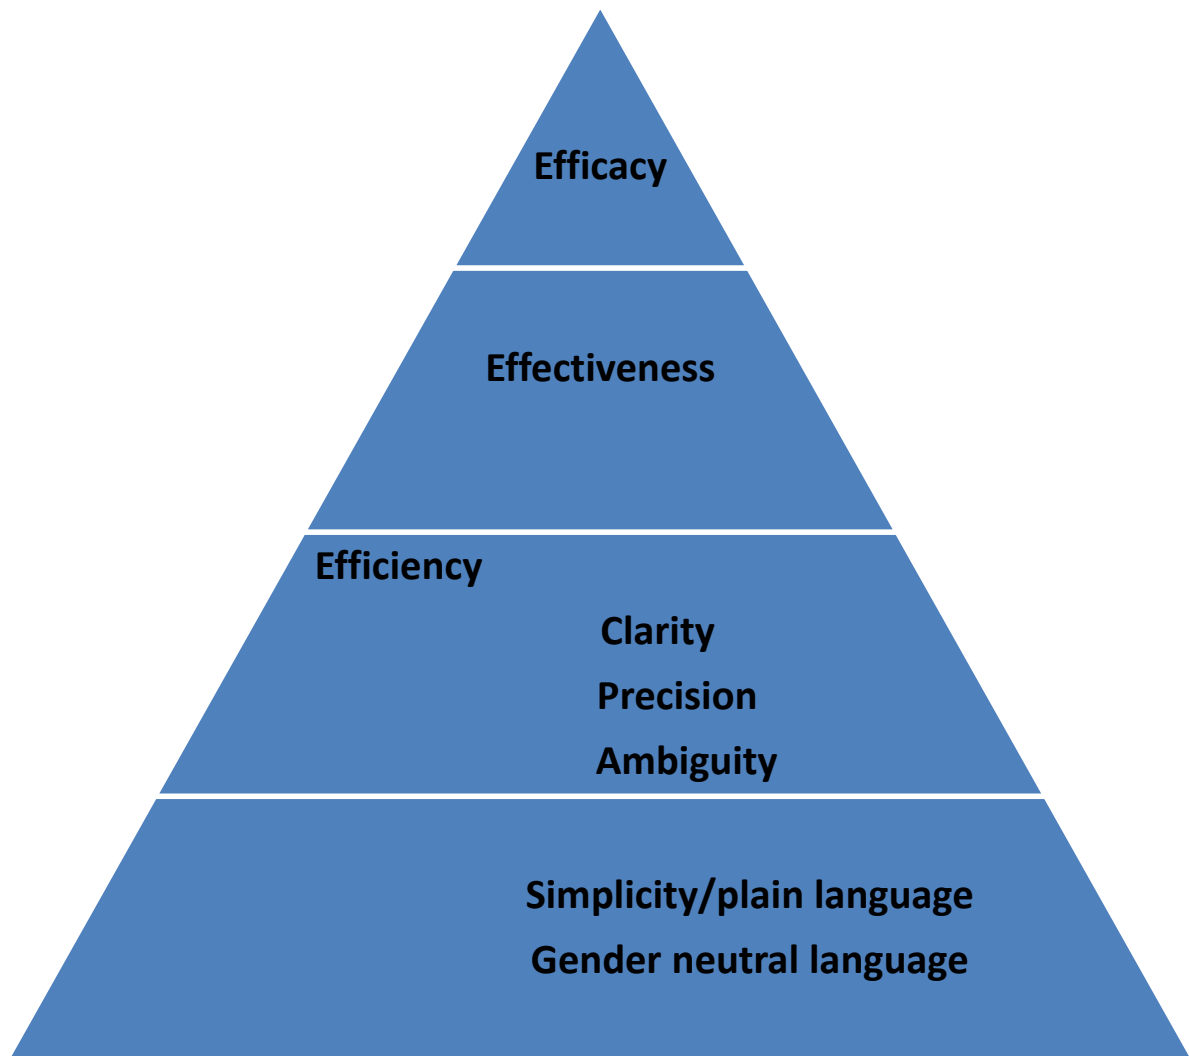 Efficacy
Effectiveness
Efficiency
Clarity
Precision
Ambiguity
Simplicity/plain language
Gender neutral language